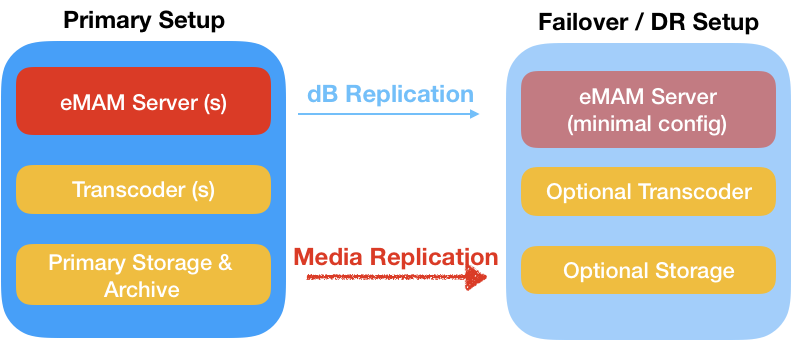 Primary Setup
eMAM Server (s)
Transcoder (s)
Primary Storage &
Archive
dB Replication
Media Replication
Failover / DR Setup
eMAM Server
(minimal config)
Optional Transcoder
Optional Storage